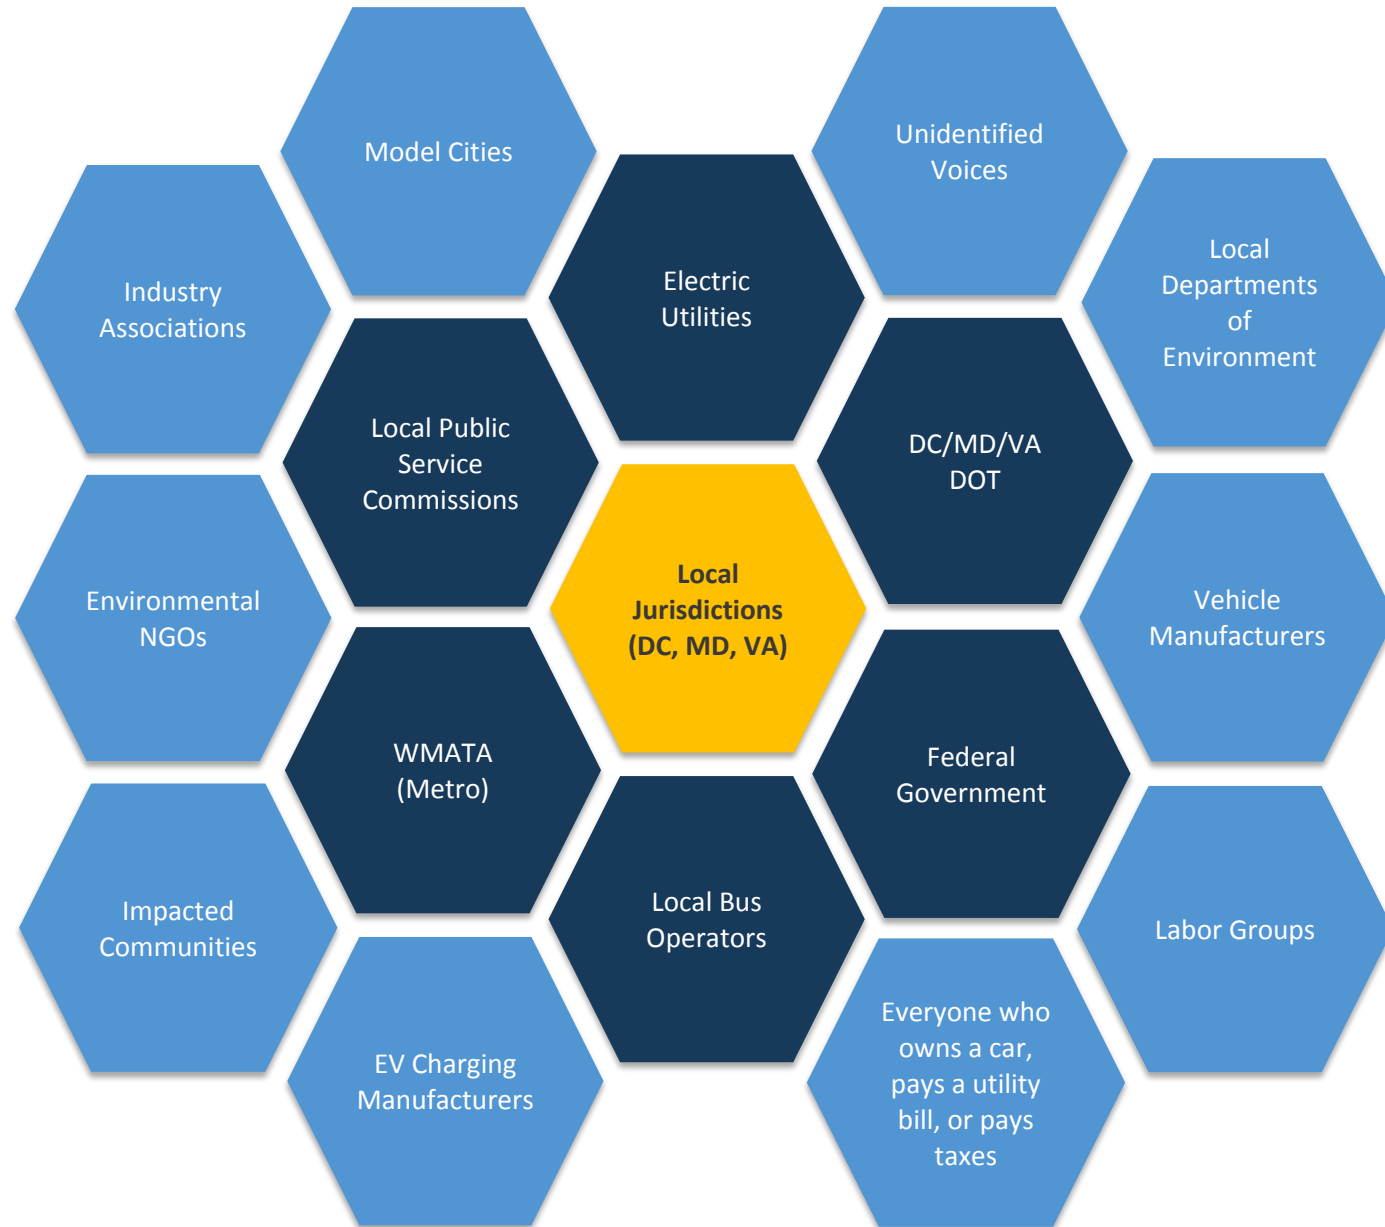 Model Cities
Unidentified
Voices
Industry
Associations
Electric
Utilities
Local
Departments
of
Environment
Local Public
Service
Commissions
DC/MD/VA
DOT
Environmental
NGOs
Local
Jurisdictions
(DC, MD, VA)
Vehicle
Manufacturers
WMATA
(Metro)
Federal
Government
Impacted
Communities
Local Bus
Operators
Labor Groups
EV Charging
Manufacturers
Everyone who
owns a car,
pays a utility
bill, or pays
taxes